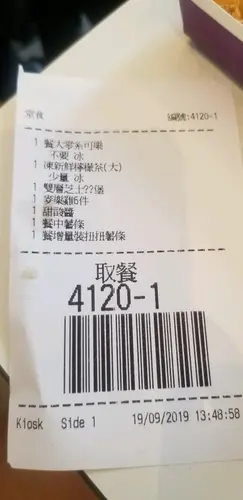 堂食 編號:4120-1
1 餐大零系可樂
不要 冰
1 凍新鮮檸檬茶(大)
少量 冰
1 雙層芝士??堡
1 麥樂雞6件
1 甜酸醬
1 餐中薯條
1 餐增量裝扭扭薯條
取餐
4120-1
Kiosk Side 1 19/09/2019 13:48:58